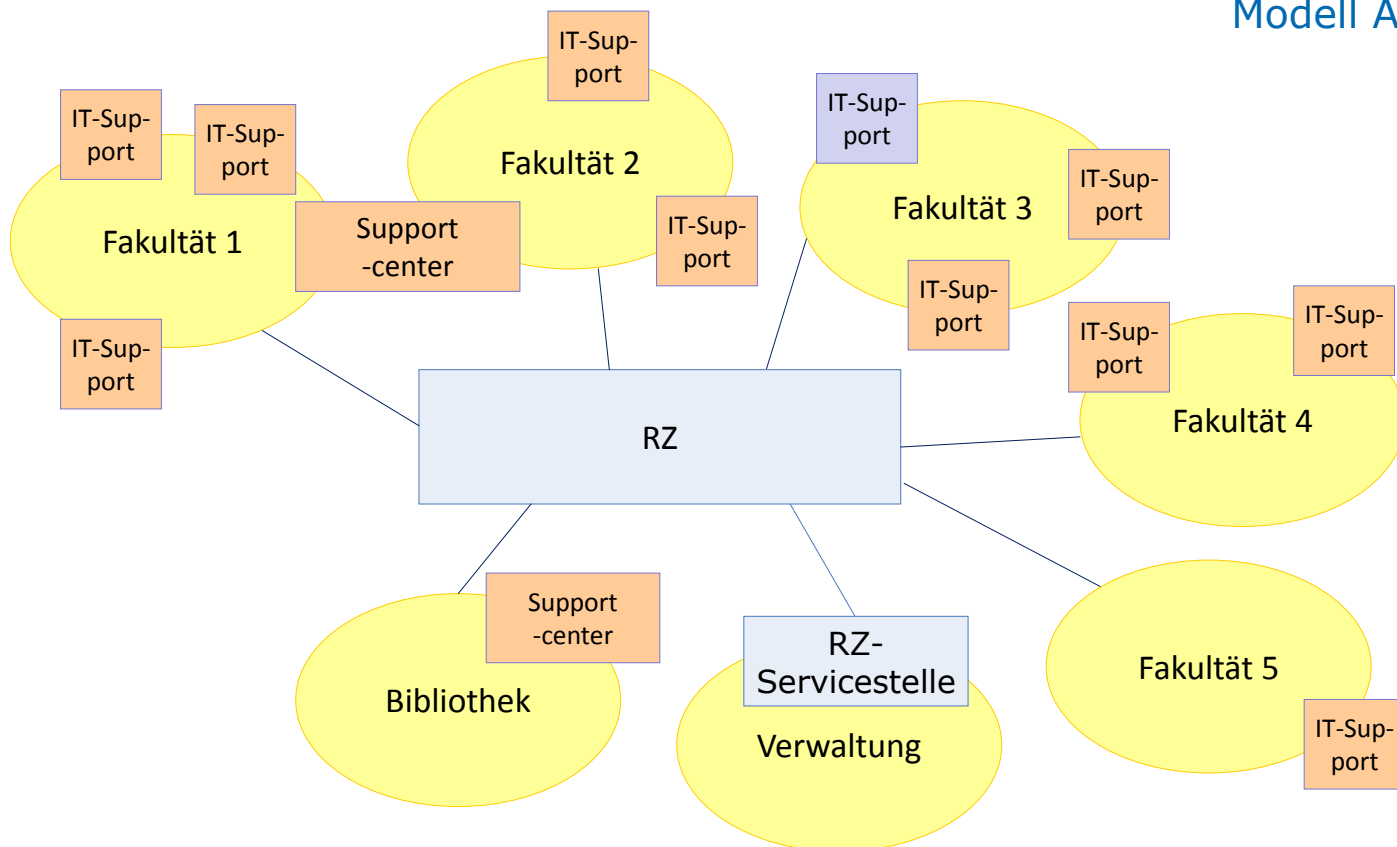 Modell A
IT-Sup-
port
IT-Sup-
port
IT-Sup-
port
IT-Sup-
port
Fakultät 2
IT-Sup-
port
Fakultät 3
Fakultät 1
Support
-center
IT-Sup-
port
IT-Sup-
port
IT-Sup-
port
IT-Sup-
port
IT-Sup-
port
IT-Sup-
port
Fakultät 4
RZ
Support
-center
RZ-
Servicestelle
Fakultät 5
Bibliothek
Verwaltung
IT-Sup-
port